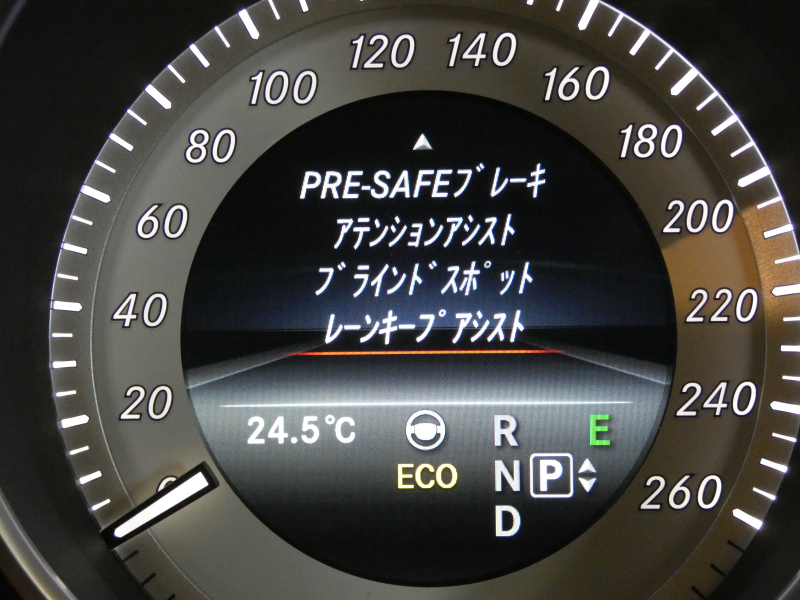 120 140
100 160
80 180
60 200
40 220
20 240
0 260
▲
PRE-SAFEﾌﾞﾚｰｷ
ｱﾃﾝｼｮﾝｱｼｽﾄ
ﾌﾞﾗｲﾝﾄﾞｽﾎﾟｯﾄ
ﾚｰﾝｷｰﾌﾟｱｼｽﾄ
24.5°C R E
ECO N P
D